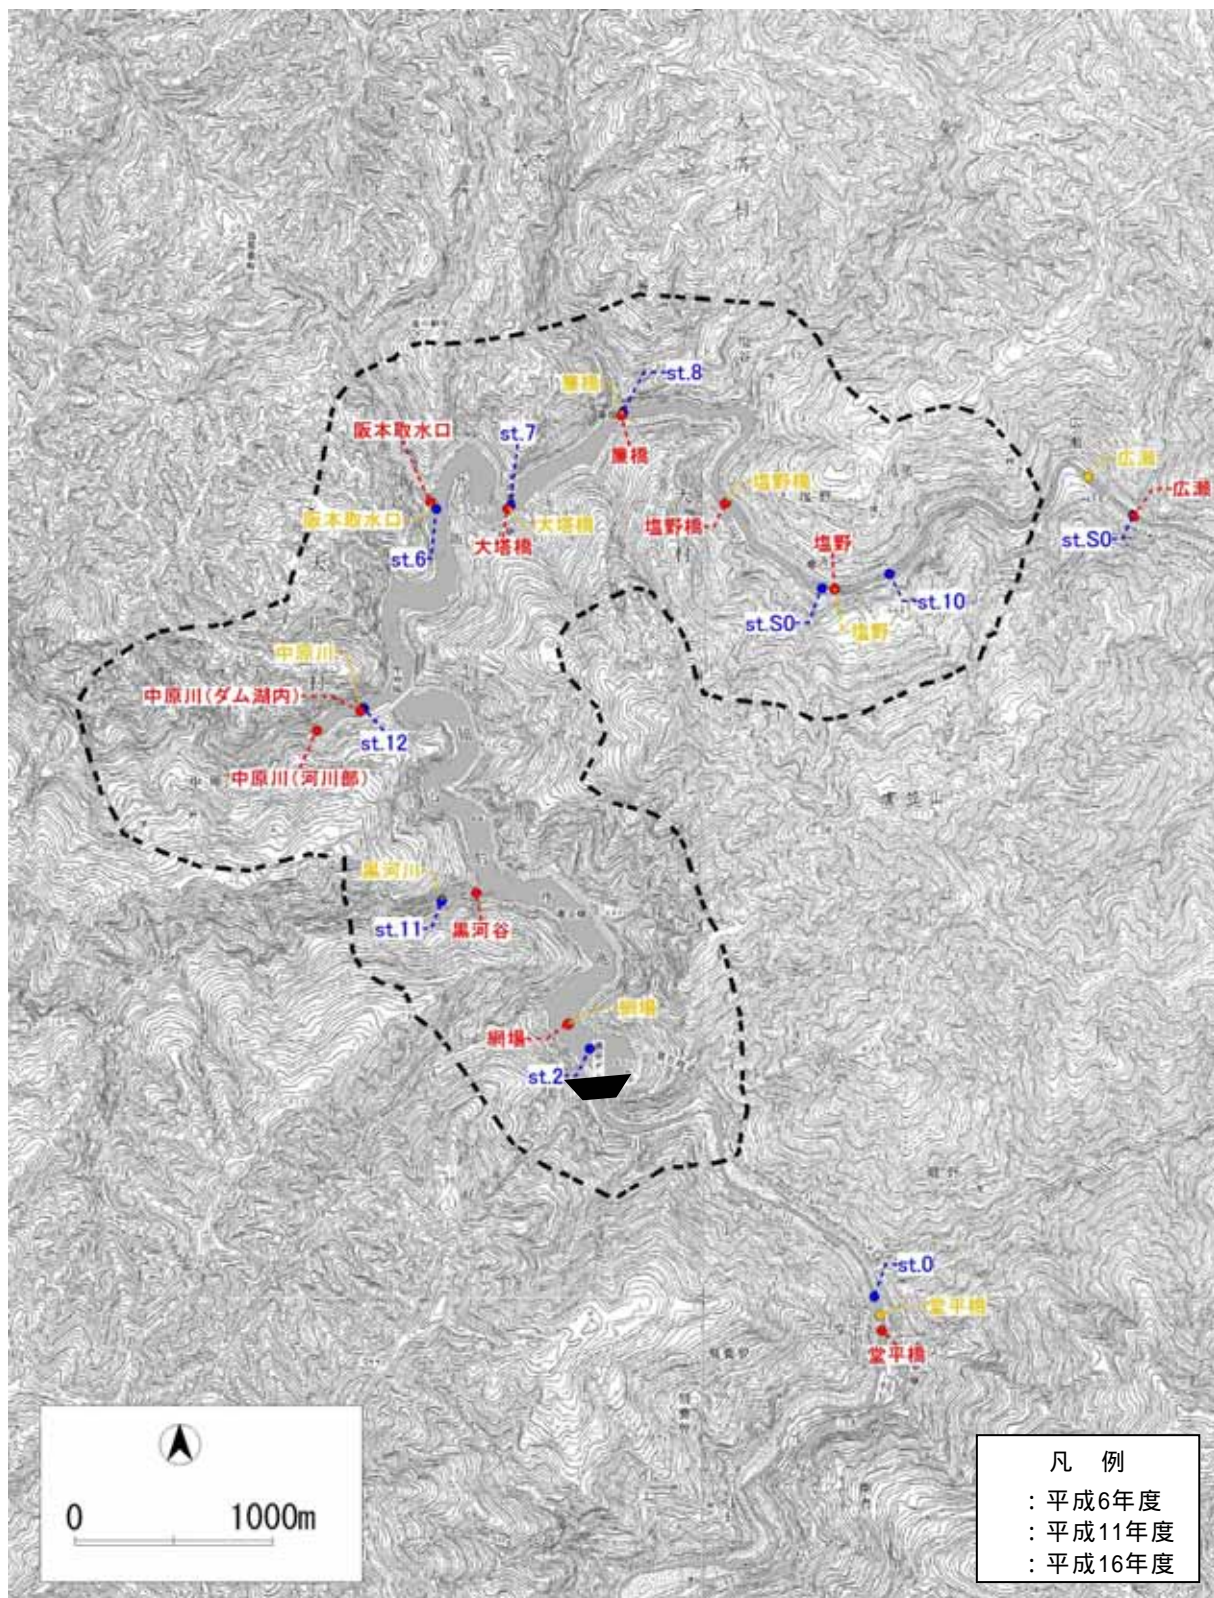 st.8
簾橋
阪本取水口
st.7
簾橋
広瀬
塩野橋
広瀬
阪本取水口
大塔橋
塩野橋
大塔橋
塩野
st.S0
st.6
st.10
st.S0
塩野
中原川
中原川(ダム湖内)
st.12
中原川(河川部)
黒河川
st.11
黒河谷
網場
網場
st.2
st.0
堂平橋
堂平橋
0 1000m
凡 例
:平成6年度
:平成11年度
:平成16年度